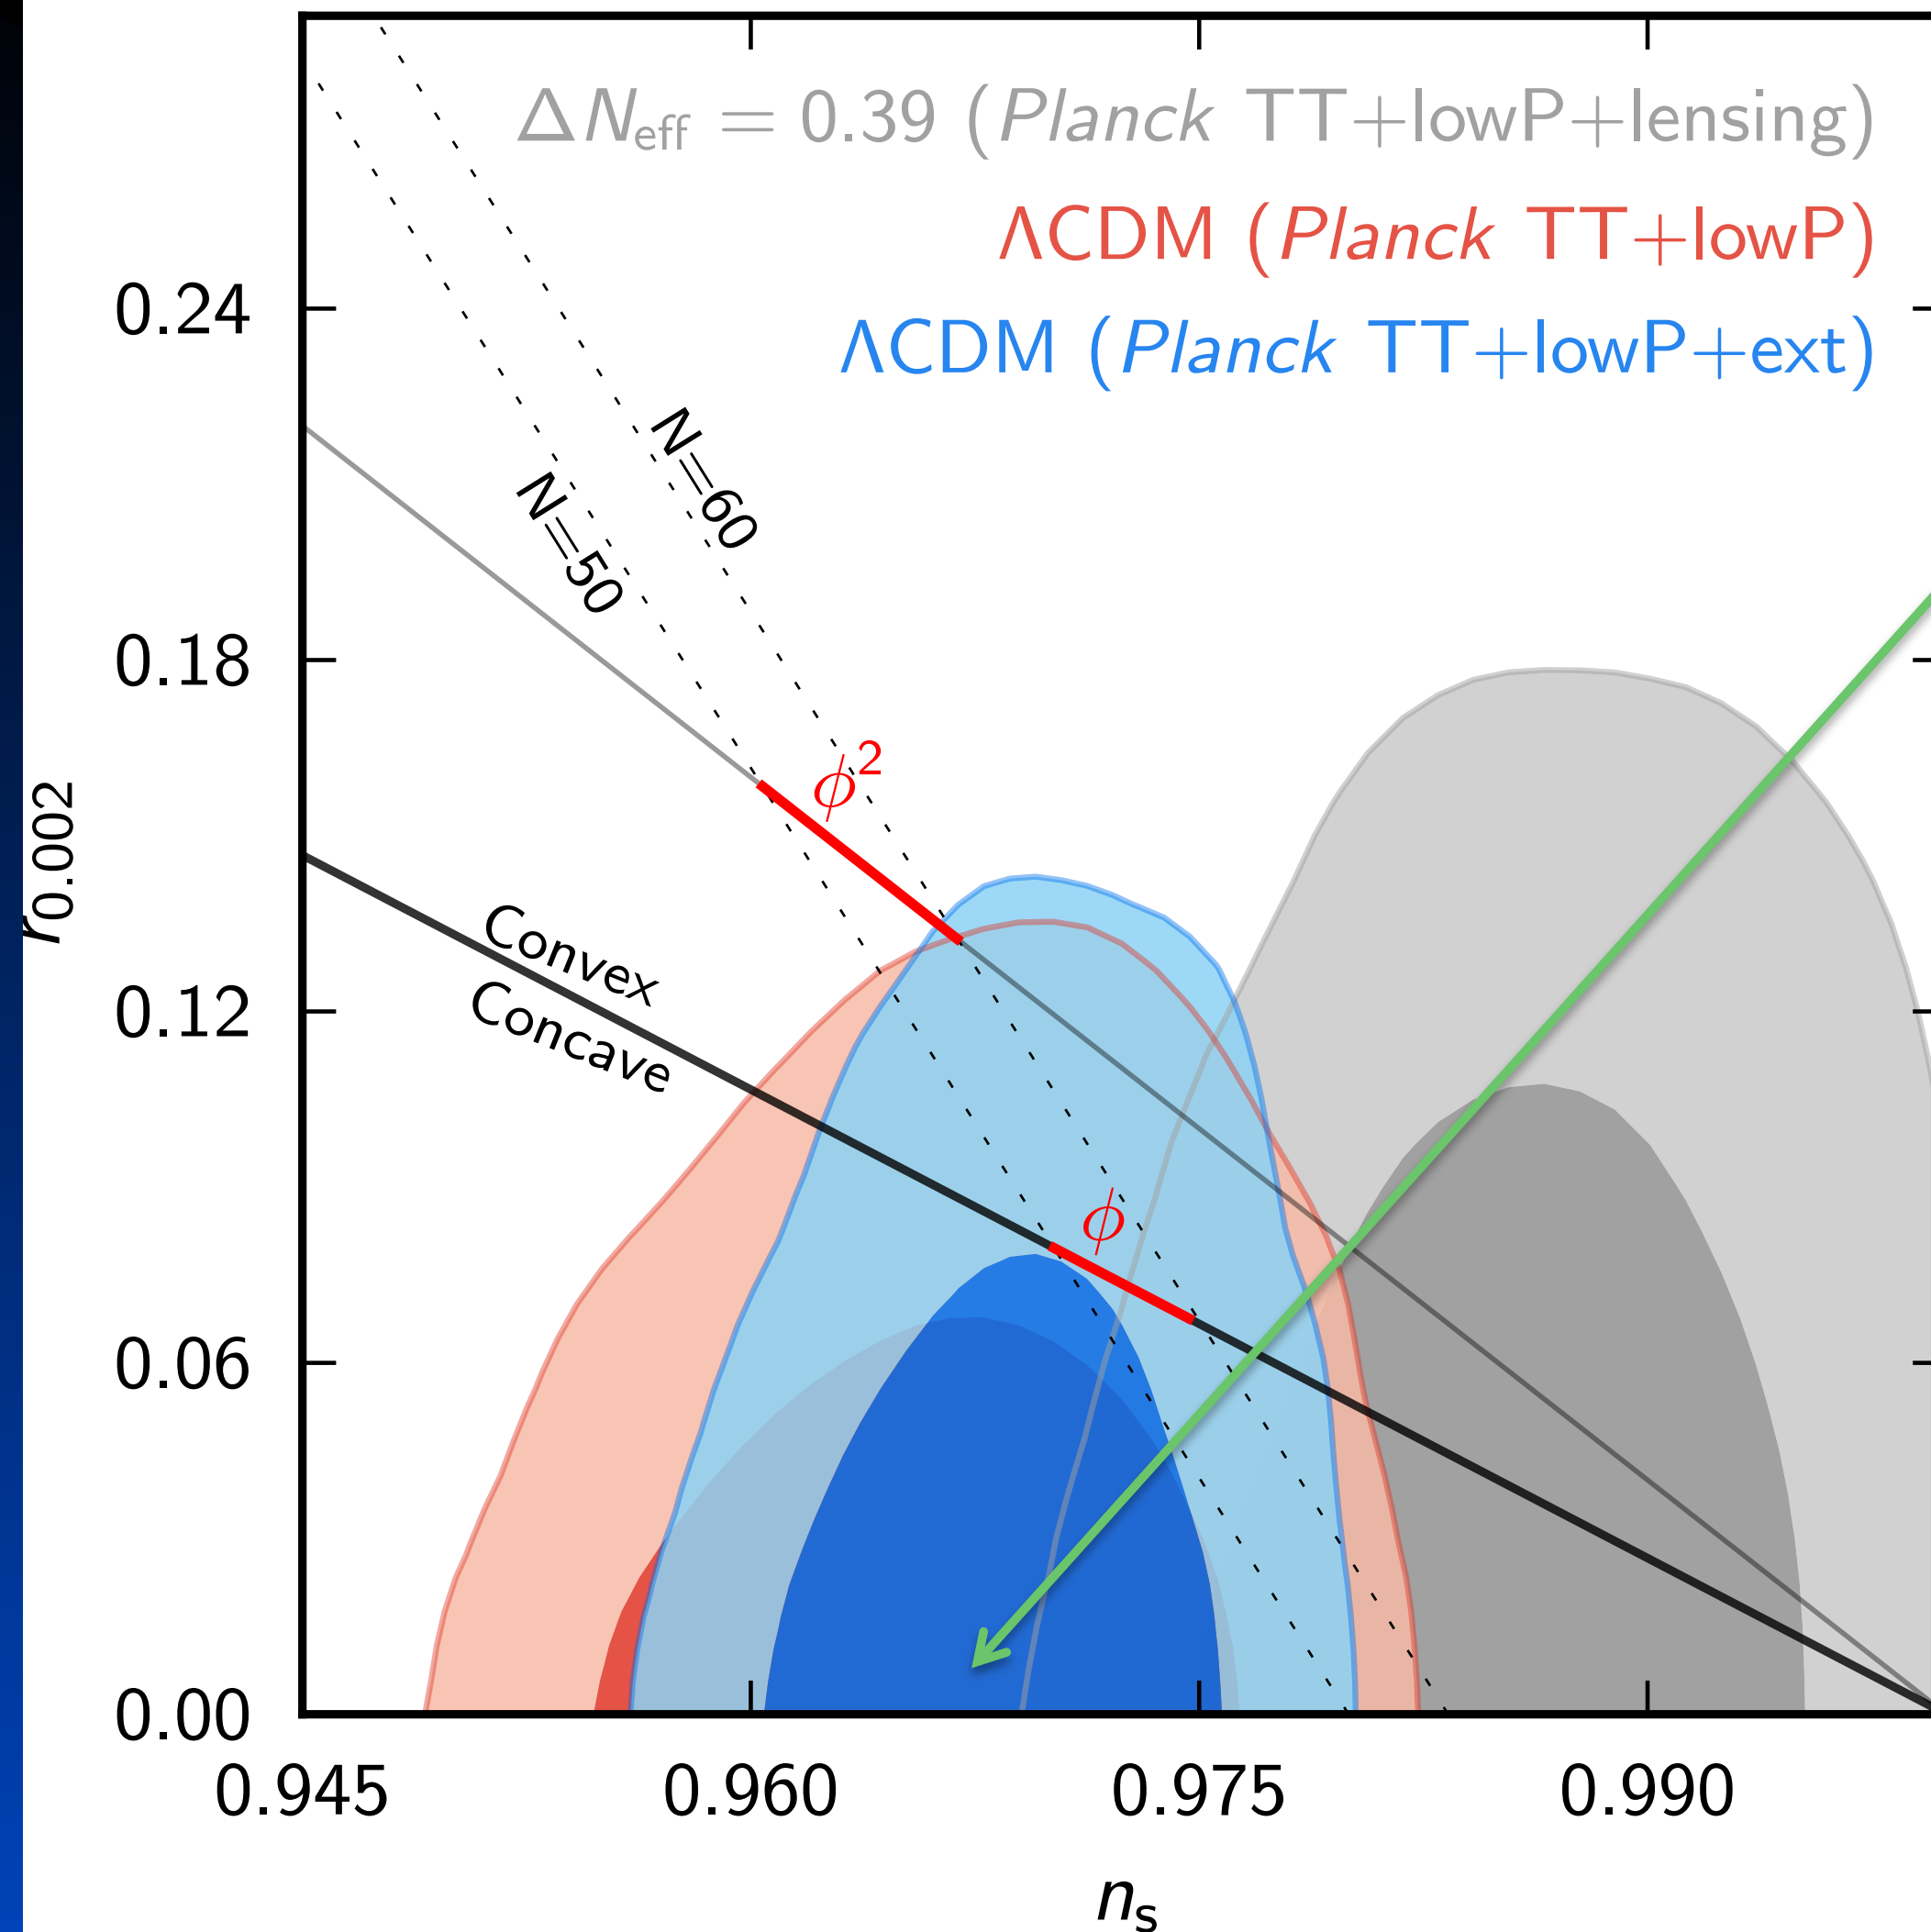 ΔN_eff = 0.39 (Planck TT+lowP+lensing)
ΛCDM (Planck TT+lowP)
ΛCDM (Planck TT+lowP+ext)
0.24
0.18
0.12
0.06
0.00
r_0.002
N=60
N=50
ϕ²
Convex
Concave
ϕ
0.945 0.960 0.975 0.990
n_s